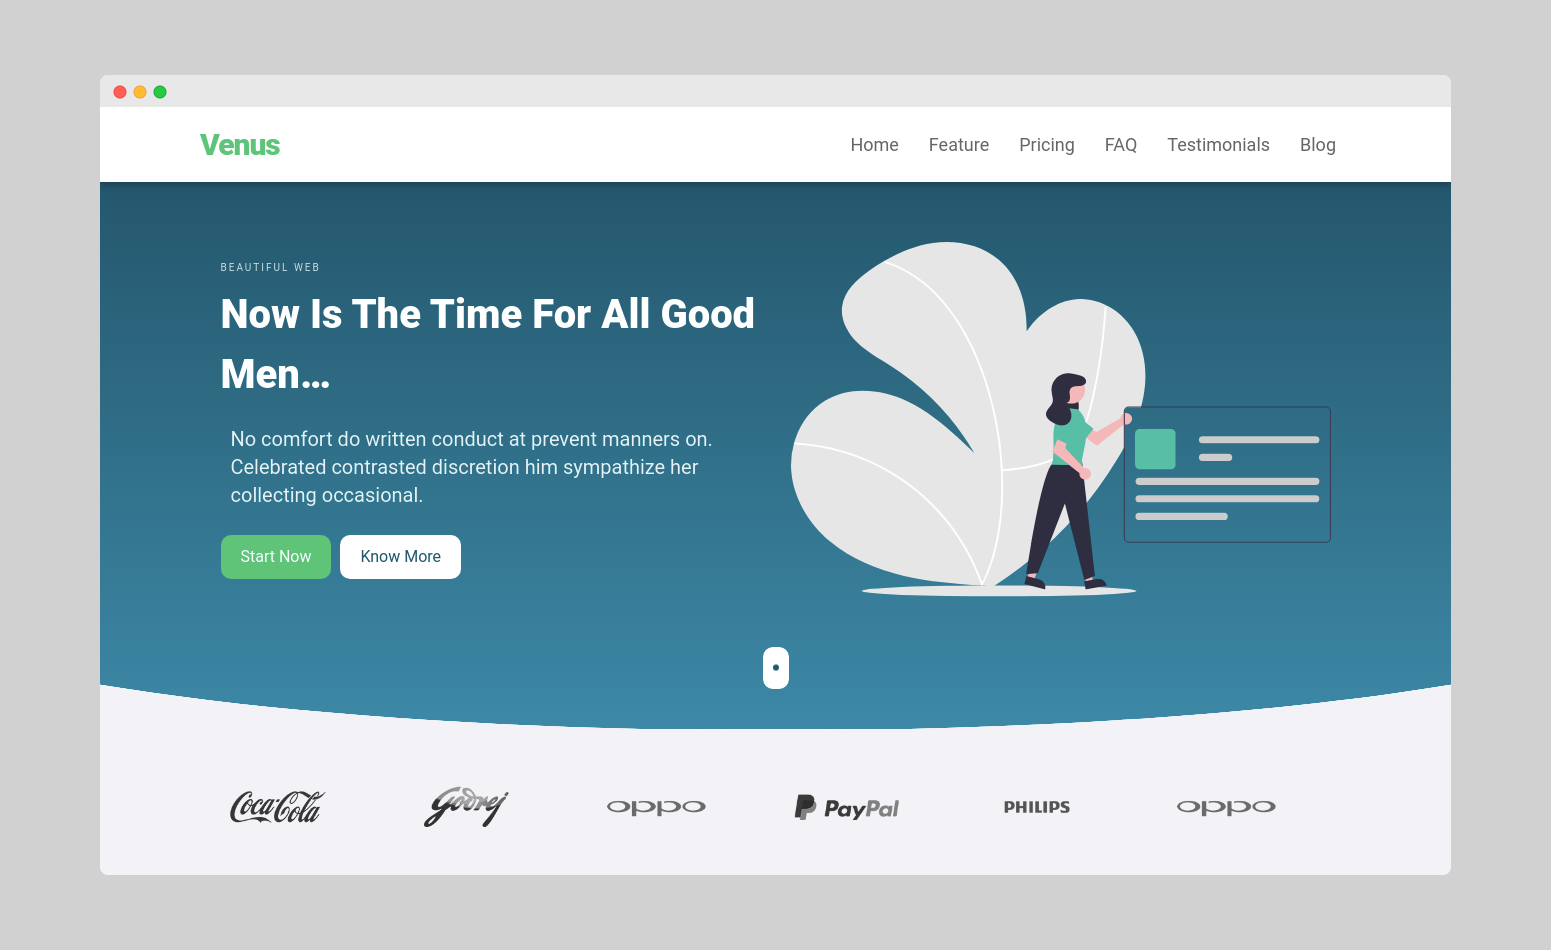 Venus
Home Feature Pricing FAQ Testimonials Blog
BEAUTIFUL WEB
Now Is The Time For All Good
Men...
No comfort do written conduct at prevent manners on.
Celebrated contrasted discretion him sympathize her
collecting occasional.
Start Now Know More
Coca-Cola Godrej oppo PayPal PHILIPS oppo